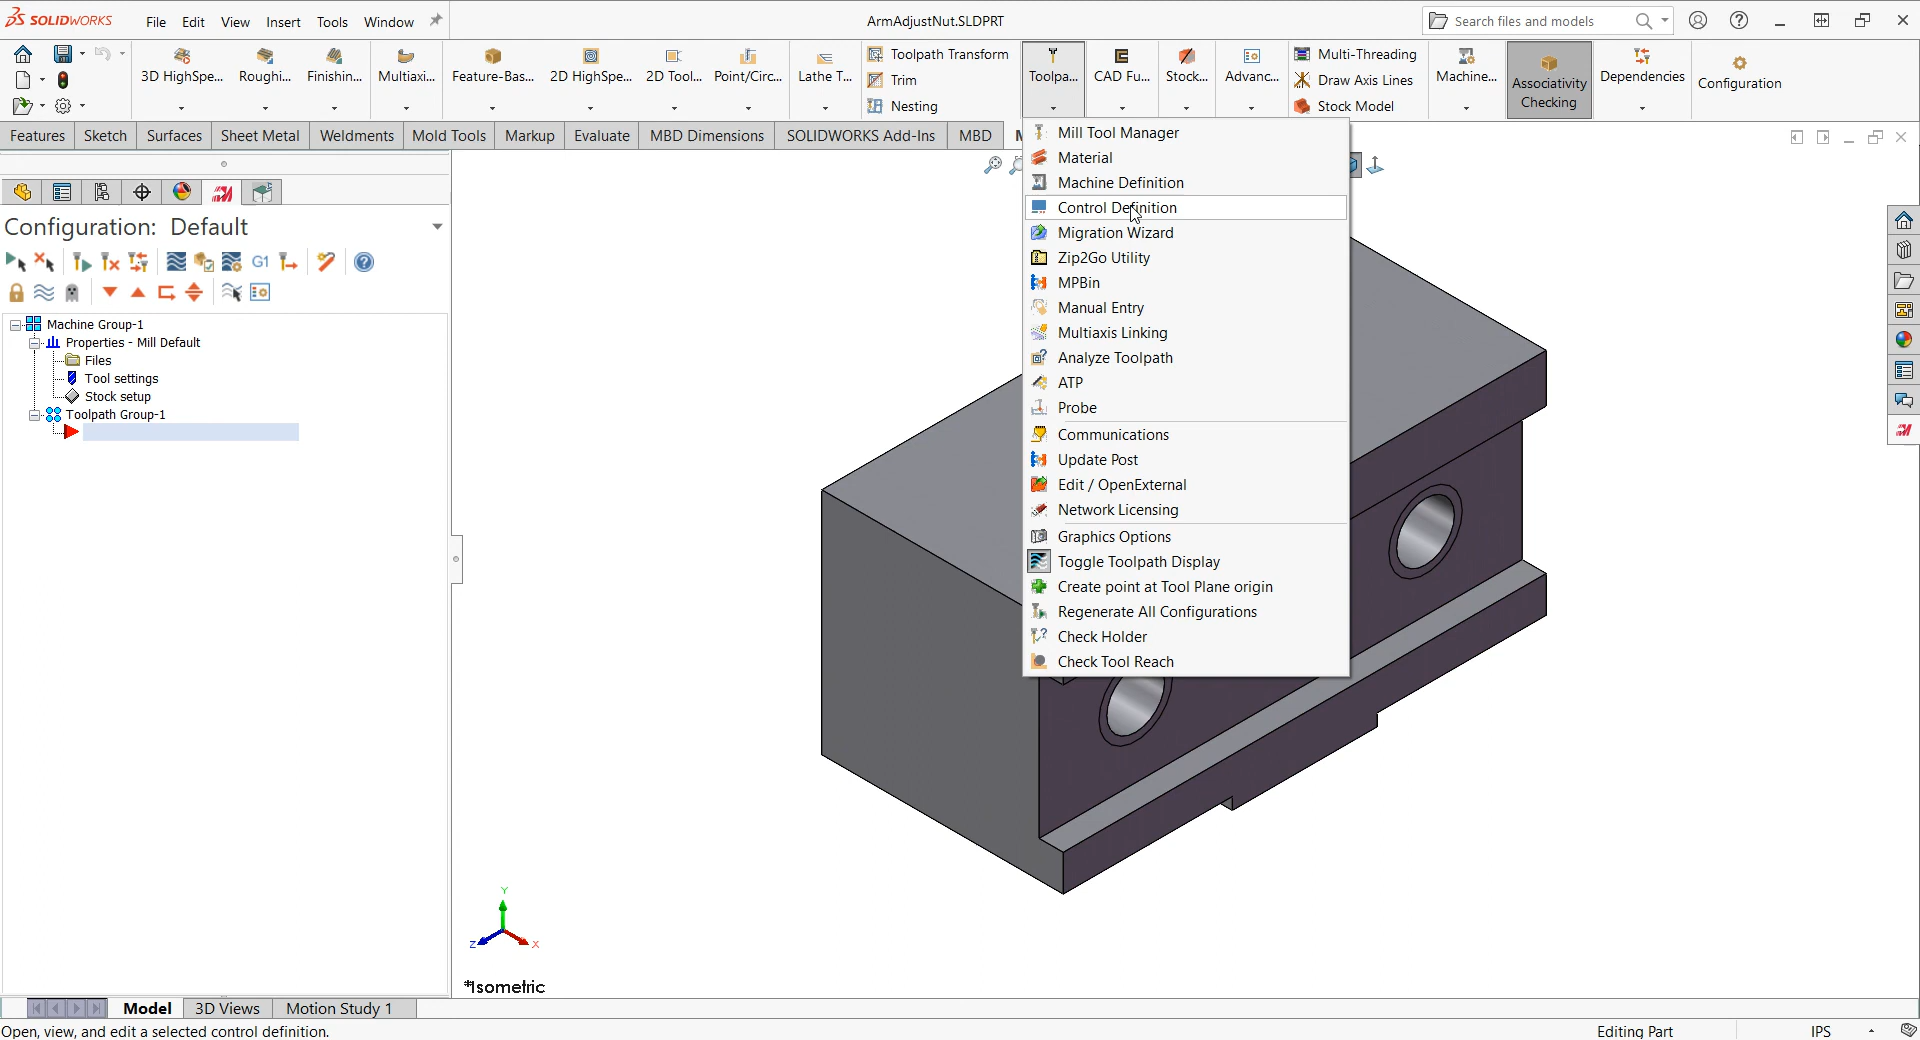 SOLIDWORKS
File Edit View Insert Tools Window
ArmAdjustNut.SLDPRT
Search files and models
3D HighSpe...
Roughi...
Finishin...
Multiaxi...
Feature-Bas...
2D HighSpe...
2D Tool...
Point/Circ...
Lathe T...
Toolpath Transform
Trim
Nesting
Toolpa...
CAD Fu...
Stock...
Advanc...
Multi-Threading
Draw Axis Lines
Stock Model
Machine...
Associativity
Checking
Dependencies
Configuration
Features Sketch Surfaces Sheet Metal Weldments Mold Tools Markup Evaluate MBD Dimensions SOLIDWORKS Add-Ins MBD
Configuration: Default
G1
Machine Group-1
Properties - Mill Default
Files
Tool settings
Stock setup
Toolpath Group-1
Mill Tool Manager
Material
Machine Definition
Control Definition
Migration Wizard
Zip2Go Utility
MPBin
Manual Entry
Multiaxis Linking
Analyze Toolpath
ATP
Probe
Communications
Update Post
Edit / OpenExternal
Network Licensing
Graphics Options
Toggle Toolpath Display
Create point at Tool Plane origin
Regenerate All Configurations
Check Holder
Check Tool Reach
Y
Z
X
*Isometric
Model 3D Views Motion Study 1
Open, view, and edit a selected control definition.
Editing Part
IPS